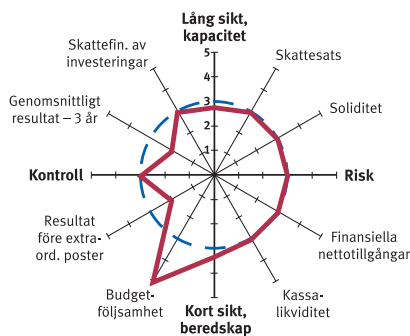 Lång sikt,
kapacitet
Skattefin. av
investeringar
Skattesats
5
4
3
2
1
Genomsnittligt
resultat – 3 år
Soliditet
Kontroll
Risk
Resultat
före extra-
ord. poster
Finansiella
nettotillgångar
Budget-
följsamhet
Kassa-
likviditet
Kort sikt,
beredskap